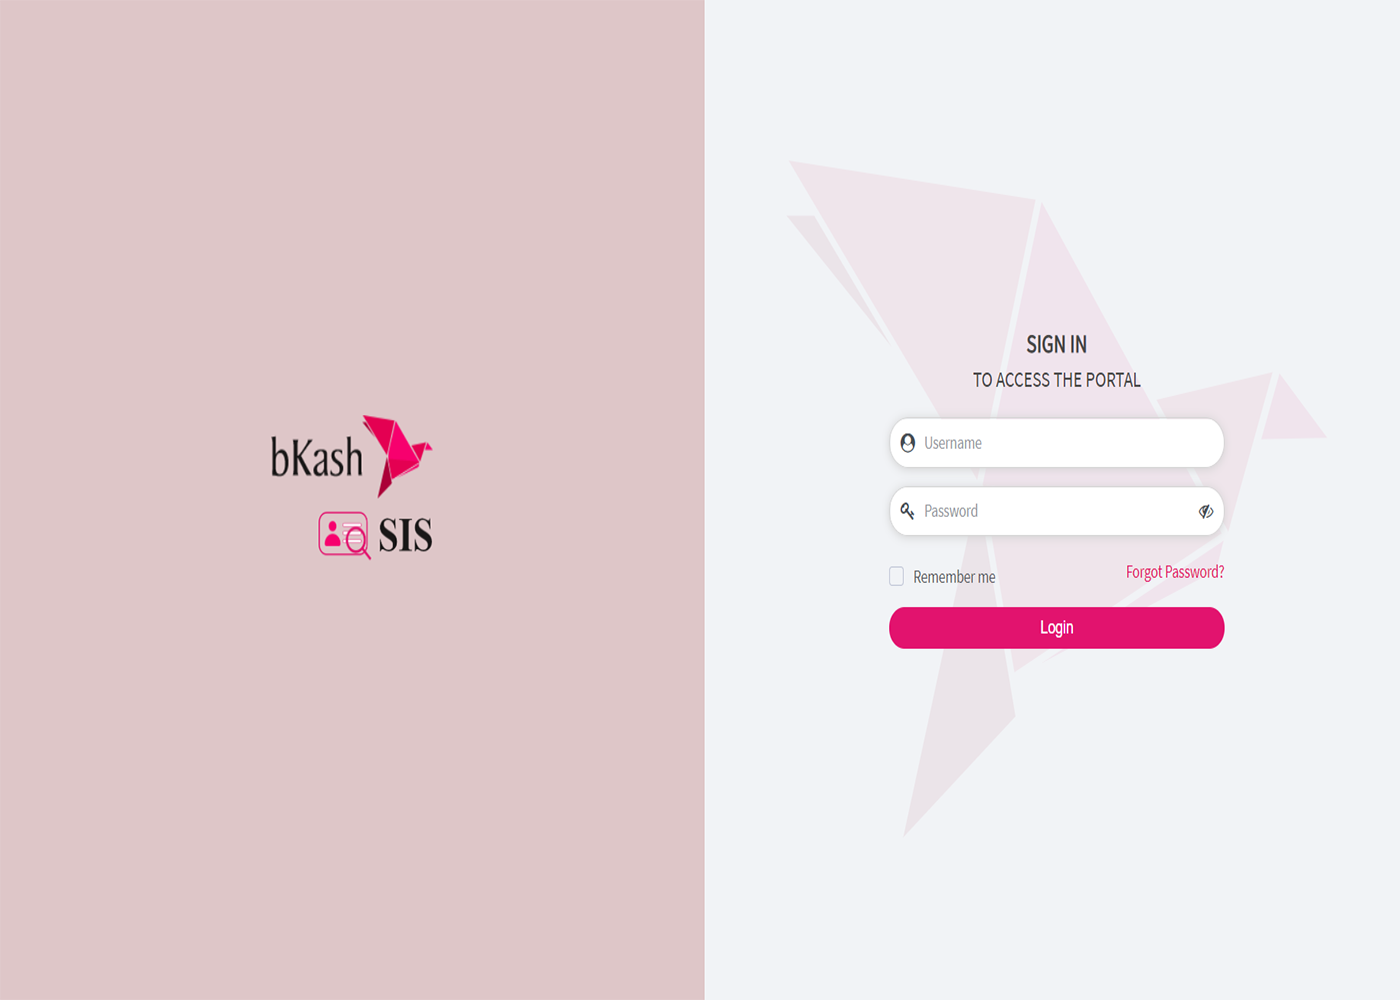 bKash
SIS
SIGN IN
TO ACCESS THE PORTAL
Username
Password
Remember me
Forgot Password?
Login